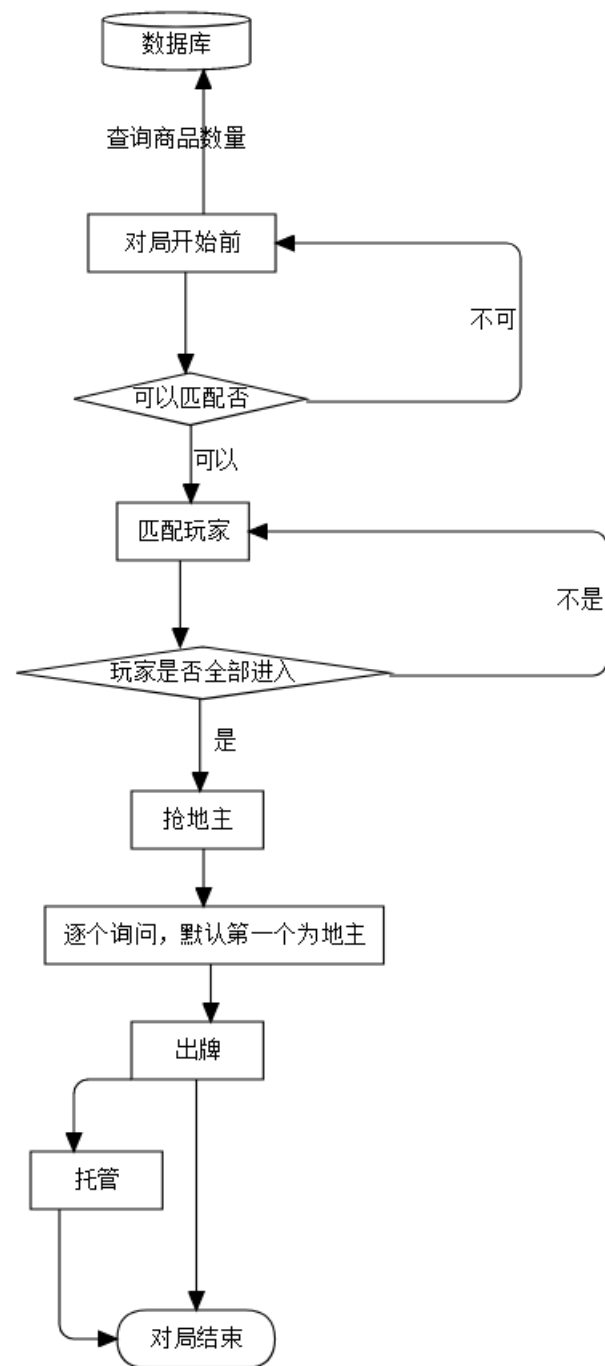 数据库
查询商品数量
对局开始前
不可
可以匹配否
可以
匹配玩家
不是
玩家是否全部进入
是
抢地主
逐个询问，默认第一个为地主
出牌
托管
对局结束